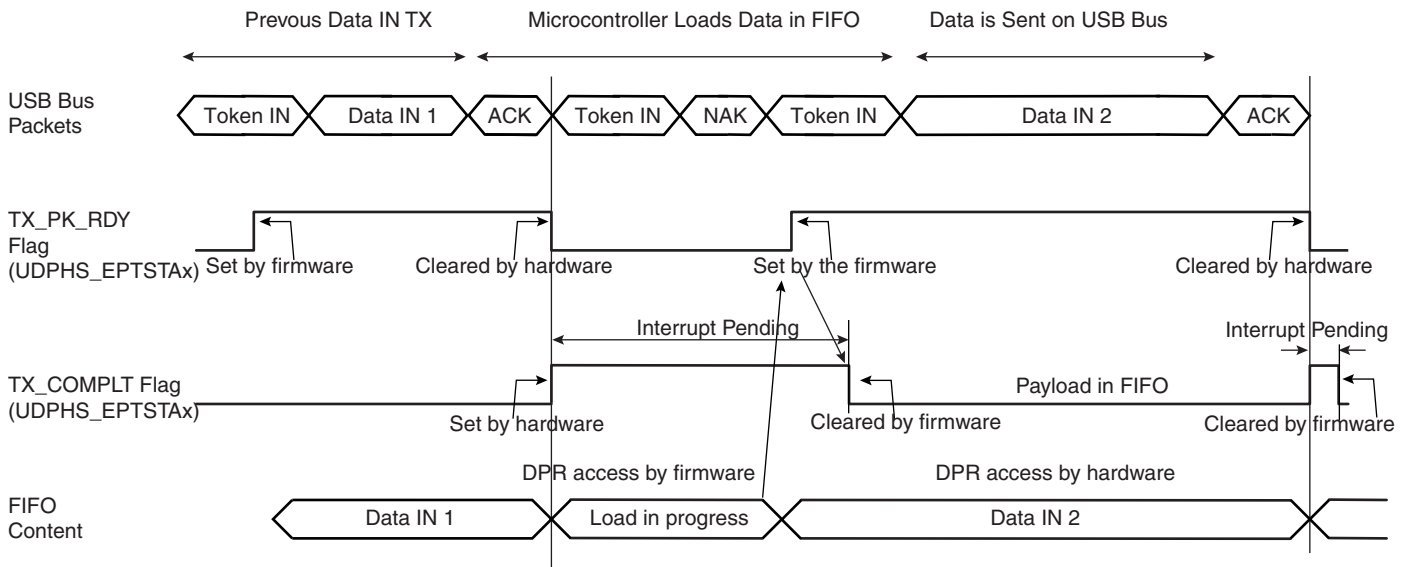 Prevous Data IN TX
Microcontroller Loads Data in FIFO
Data is Sent on USB Bus
USB Bus
Packets
Token IN
Data IN 1
ACK
Token IN
NAK
Token IN
Data IN 2
ACK
TX_PK_RDY
Flag
(UDPHS_EPTSTAx)
Set by firmware
Cleared by hardware
Set by the firmware
Cleared by hardware
Interrupt Pending
Interrupt Pending
TX_COMPLT Flag
(UDPHS_EPTSTAx)
Payload in FIFO
Set by hardware
Cleared by firmware
Cleared by firmware
DPR access by firmware
DPR access by hardware
FIFO
Content
Data IN 1
Load in progress
Data IN 2